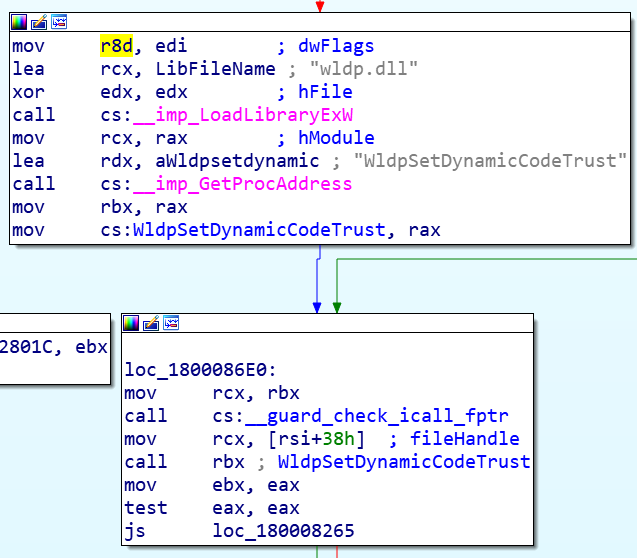 mov r8d, edi ; dwFlags
lea rcx, LibFileName ; "wldp.dll"
xor edx, edx ; hFile
call cs:__imp_LoadLibraryExW
mov rcx, rax ; hModule
lea rdx, aWldpsetdynamic ; "WldpSetDynamicCodeTrust"
call cs:__imp_GetProcAddress
mov rbx, rax
mov cs:WldpSetDynamicCodeTrust, rax
2801C, ebx
loc_1800086E0:
mov rcx, rbx
call cs:__guard_check_icall_fptr
mov rcx, [rsi+38h] ; fileHandle
call rbx ; WldpSetDynamicCodeTrust
mov ebx, eax
test eax, eax
js loc_180008265